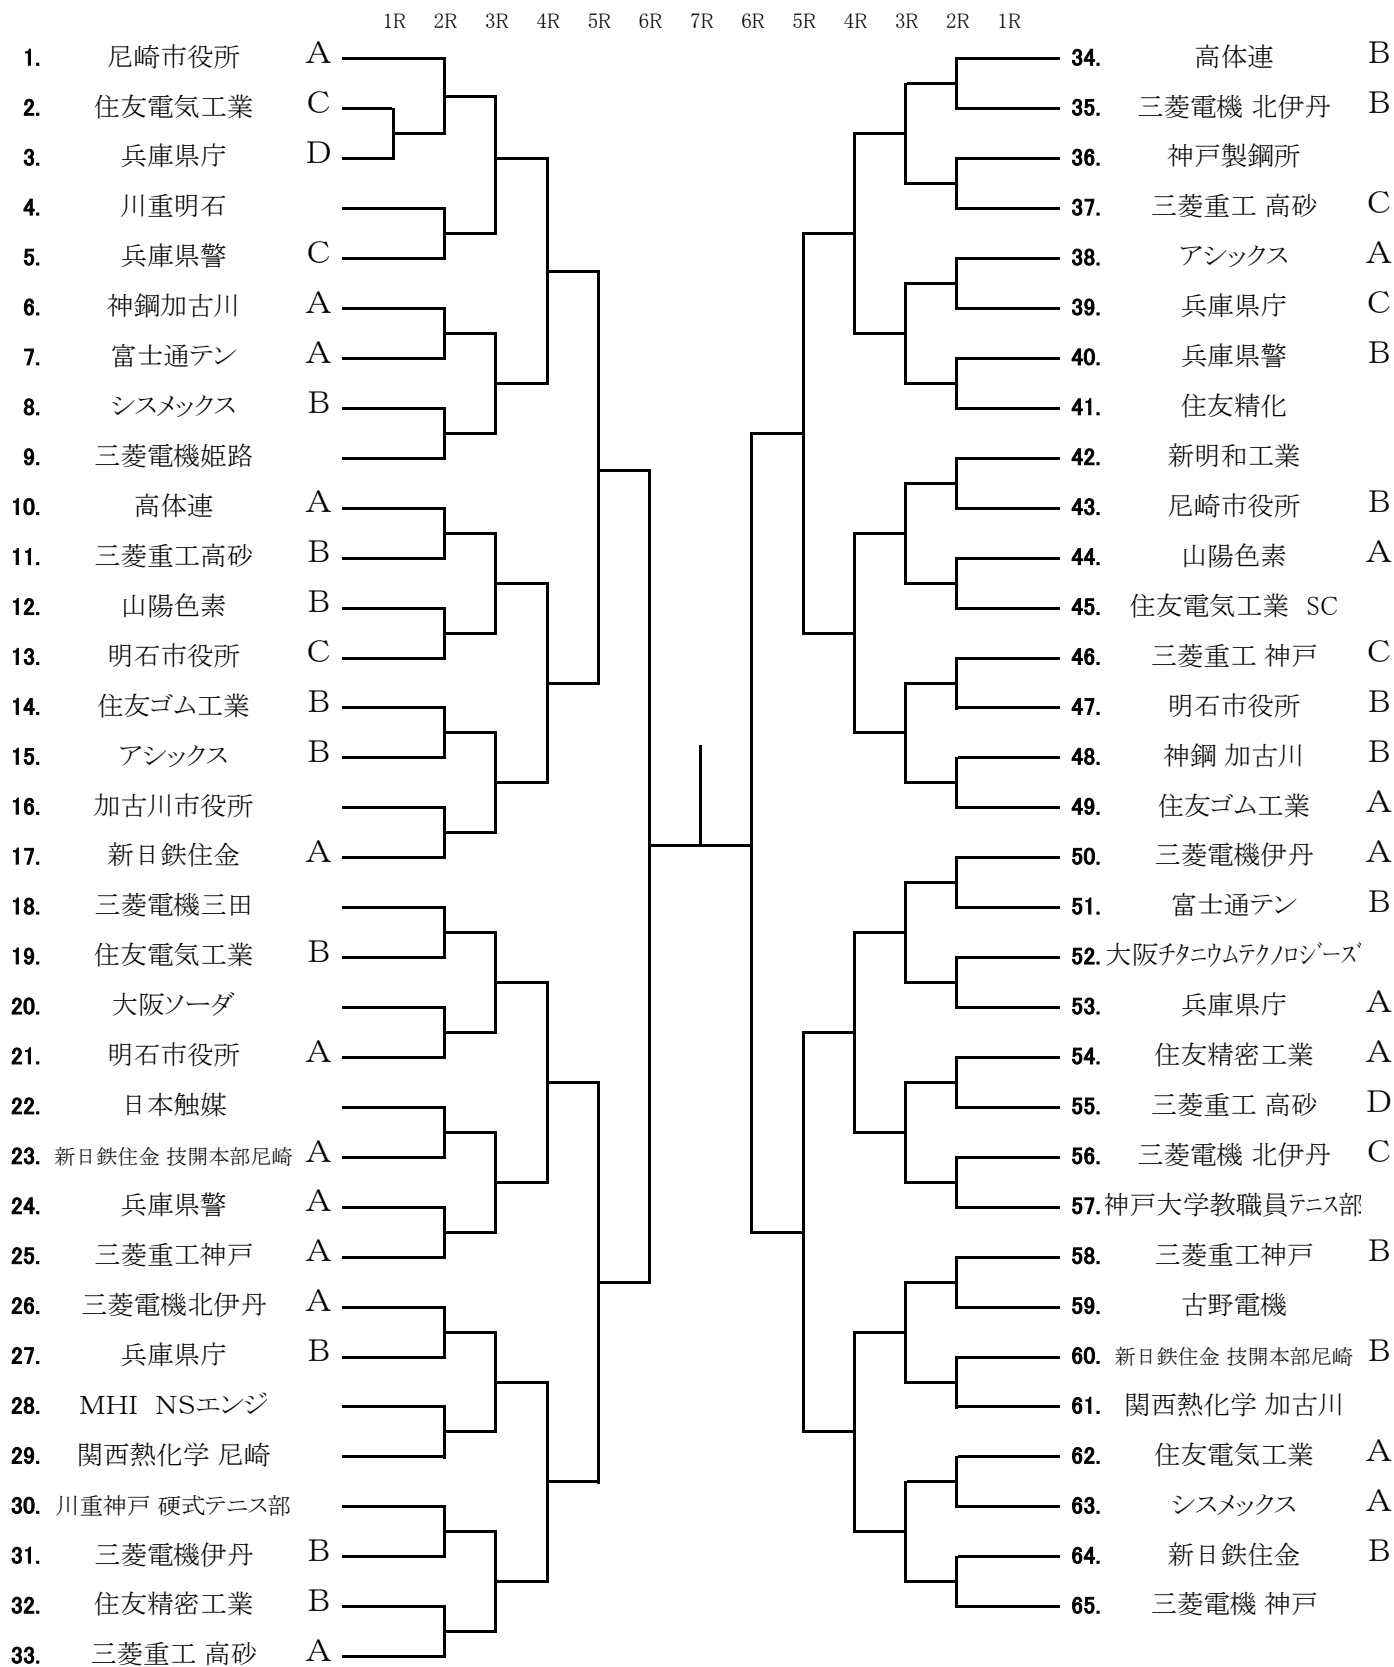 1R 2R 3R 4R 5R 6R 7R 6R 5R 4R 3R 2R 1R
1. 尼崎市役所 A
2. 住友電気工業 C
3. 兵庫県庁 D
4. 川重明石
5. 兵庫県警 C
6. 神鋼加古川 A
7. 富士通テン A
8. シスメックス B
9. 三菱電機姫路
10. 高体連 A
11. 三菱重工高砂 B
12. 山陽色素 B
13. 明石市役所 C
14. 住友ゴム工業 B
15. アシックス B
16. 加古川市役所
17. 新日鉄住金 A
18. 三菱電機三田
19. 住友電気工業 B
20. 大阪ソーダ
21. 明石市役所 A
22. 日本触媒
23. 新日鉄住金 技開本部尼崎 A
24. 兵庫県警 A
25. 三菱重工神戸 A
26. 三菱電機北伊丹 A
27. 兵庫県庁 B
28. MHI NSエンジ
29. 関西熱化学 尼崎
30. 川重神戸 硬式テニス部
31. 三菱電機伊丹 B
32. 住友精密工業 B
33. 三菱重工 高砂 A
34. 高体連 B
35. 三菱電機 北伊丹 B
36. 神戸製鋼所
37. 三菱重工 高砂 C
38. アシックス A
39. 兵庫県庁 C
40. 兵庫県警 B
41. 住友精化
42. 新明和工業
43. 尼崎市役所 B
44. 山陽色素 A
45. 住友電気工業 SC
46. 三菱重工 神戸 C
47. 明石市役所 B
48. 神鋼 加古川 B
49. 住友ゴム工業 A
50. 三菱電機伊丹 A
51. 富士通テン B
52. 大阪ﾁﾀﾆｳﾑﾃｸﾉﾛｼﾞｰｽﾞ
53. 兵庫県庁 A
54. 住友精密工業 A
55. 三菱重工 高砂 D
56. 三菱電機 北伊丹 C
57. 神戸大学教職員ﾃﾆｽ部
58. 三菱重工神戸 B
59. 古野電機
60. 新日鉄住金 技開本部尼崎 B
61. 関西熱化学 加古川
62. 住友電気工業 A
63. シスメックス A
64. 新日鉄住金 B
65. 三菱電機 神戸